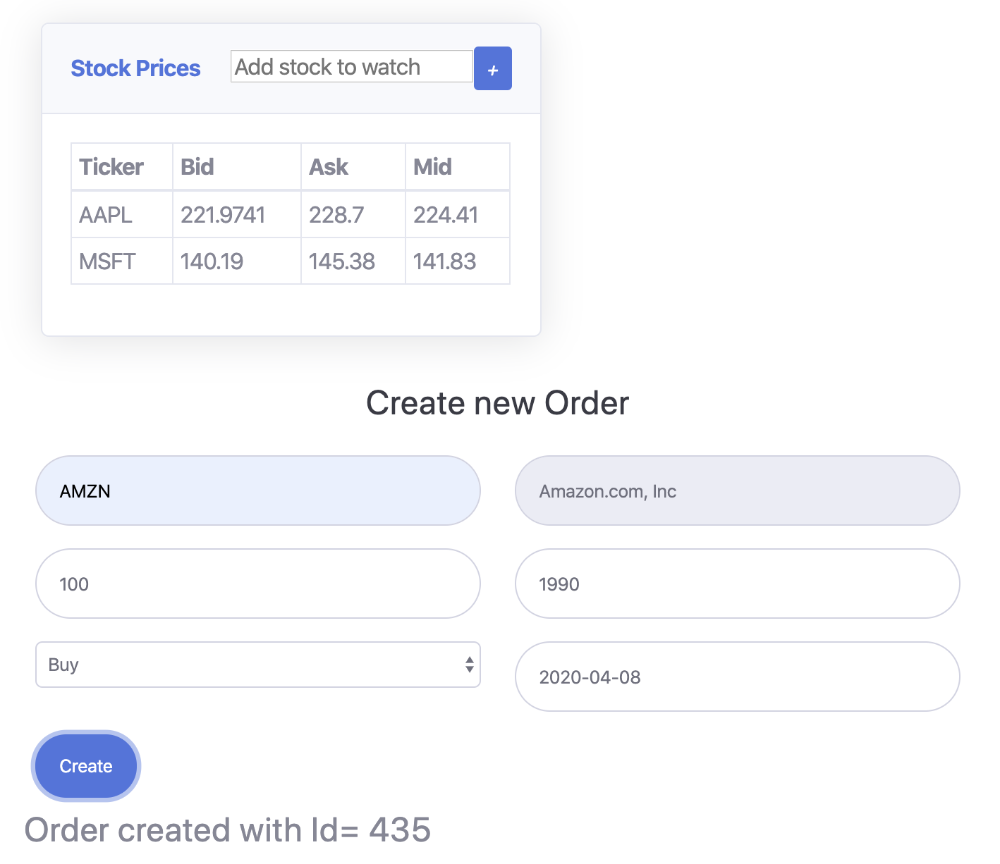 Stock Prices Add stock to watch +
Ticker Bid Ask Mid
AAPL 221.9741 228.7 224.41
MSFT 140.19 145.38 141.83
Create new Order
AMZN Amazon.com, Inc
100 1990
Buy 2020-04-08
Create
Order created with Id= 435